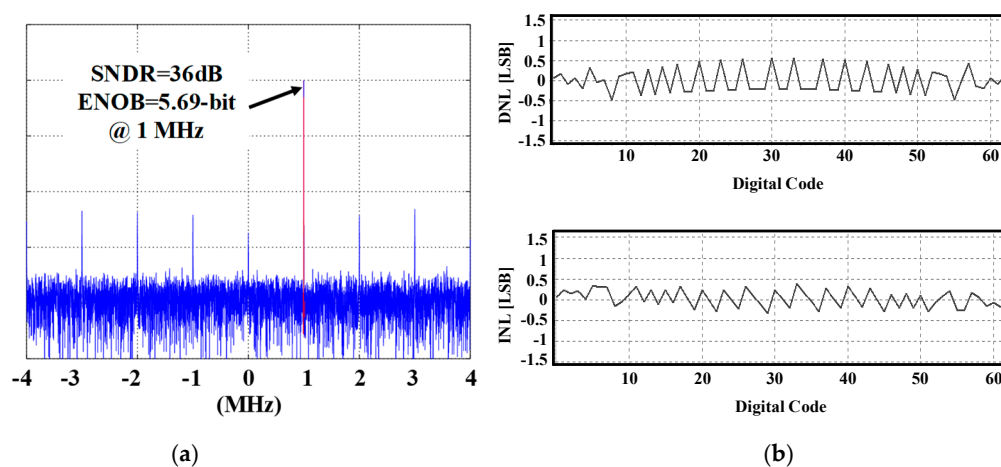 SNDR=36dB
ENOB=5.69-bit
@ 1 MHz
-4 -3 -2 -1 0 1 2 3 4
(MHz)
(a)
DNL [LSB]
1.5
1
0.5
0
-0.5
-1
-1.5
10 20 30 40 50 60
Digital Code
INL [LSB]
1.5
1
0.5
0
-0.5
-1
-1.5
10 20 30 40 50 60
Digital Code
(b)